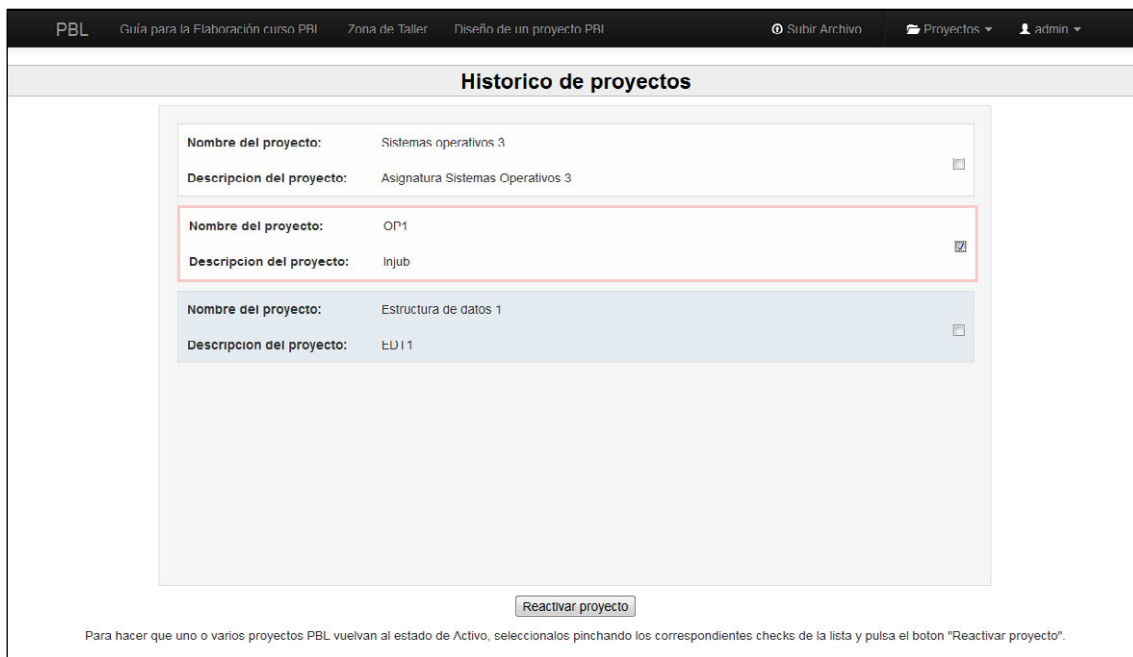 PBL Guía para la Elaboración curso PBL Zona de Taller Diseño de un proyecto PBL Subir Archivo Proyectos admin
Historico de proyectos
Nombre del proyecto: Sistemas operativos 3
Descripcion del proyecto: Asignatura Sistemas Operativos 3
Nombre del proyecto: OP1
Descripcion del proyecto: Injub
Nombre del proyecto: Estructura de datos 1
Descripcion del proyecto: EDT1
Reactivar proyecto
Para hacer que uno o varios proyectos PBL vuelvan al estado de Activo, seleccionalos pinchando los correspondientes checks de la lista y pulsa el boton "Reactivar proyecto".